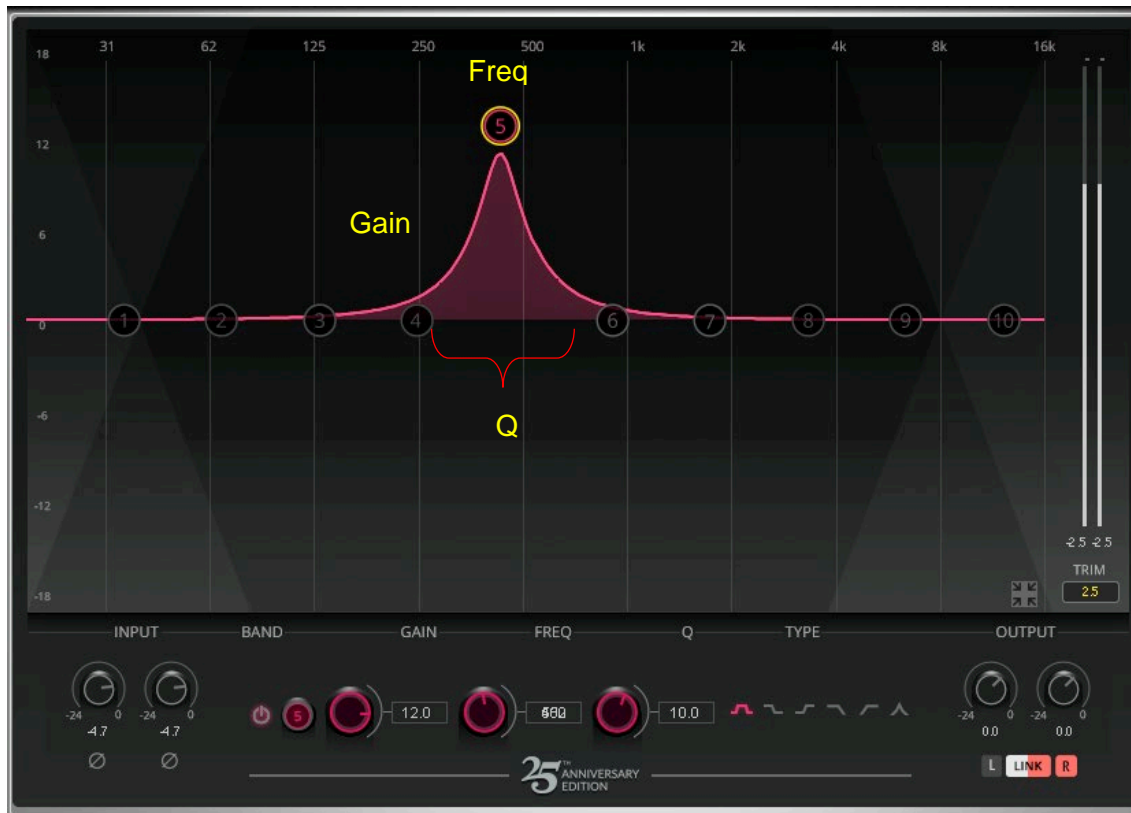 31 62 125 250 500 1k 2k 4k 8k 16k
18
Freq
5
12
Gain
6
0
1 2 3 4 6 7 8 9 10
-6
Q
-12
-2.5 -2.5
TRIM
2.5
-18
INPUT BAND GAIN FREQ Q TYPE OUTPUT
-24 0 -24 0 5 12.0 10.0 -24 0 -24 0
-4.7 -4.7 0.0 0.0
25TH ANNIVERSARY
EDITION
L LINK R